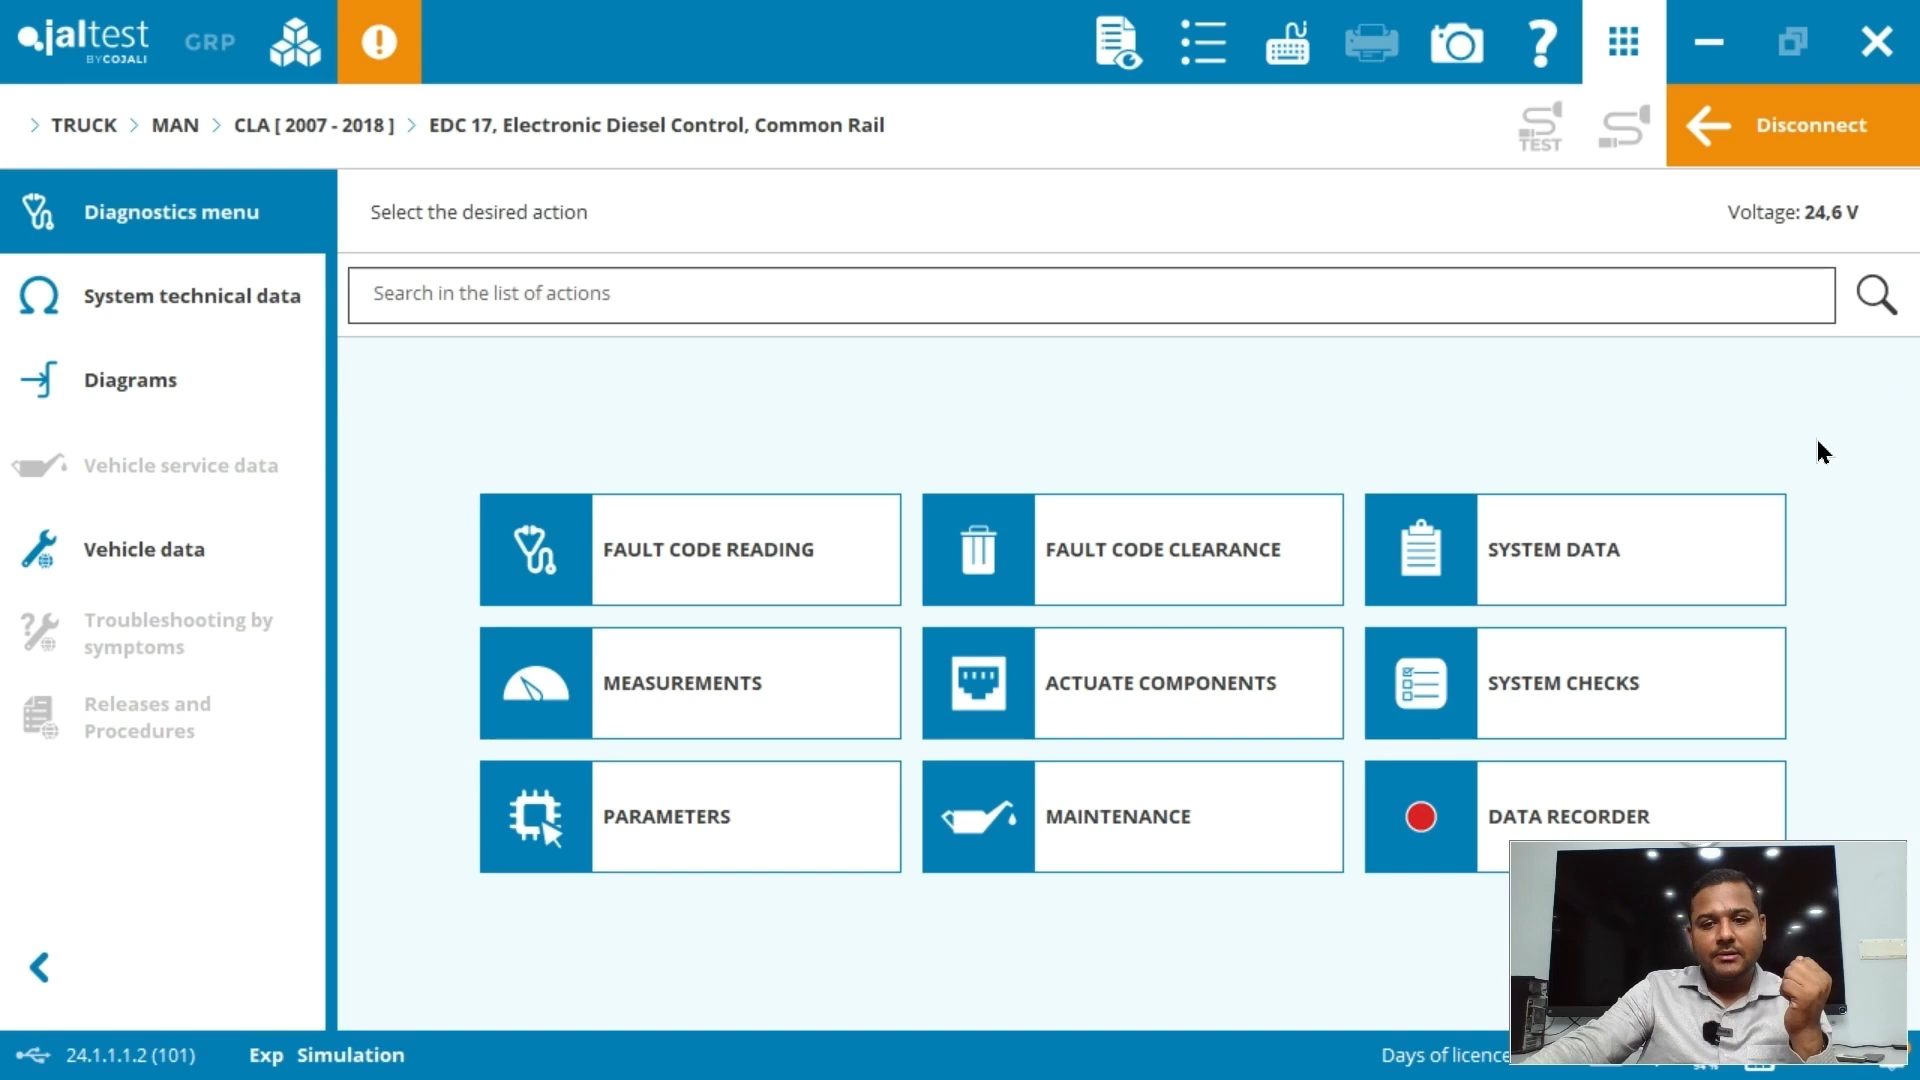 jaltest
BY COJALI
GRP
> TRUCK > MAN > CLA [ 2007 - 2018 ] > EDC 17, Electronic Diesel Control, Common Rail
TEST
Disconnect
Diagnostics menu
Select the desired action
Voltage: 24,6 V
System technical data
Search in the list of actions
Diagrams
Vehicle service data
Vehicle data
Troubleshooting by
symptoms
Releases and
Procedures
FAULT CODE READING
FAULT CODE CLEARANCE
SYSTEM DATA
MEASUREMENTS
ACTUATE COMPONENTS
SYSTEM CHECKS
PARAMETERS
MAINTENANCE
DATA RECORDER
24.1.1.1.2 (101)
Exp Simulation
Days of licence